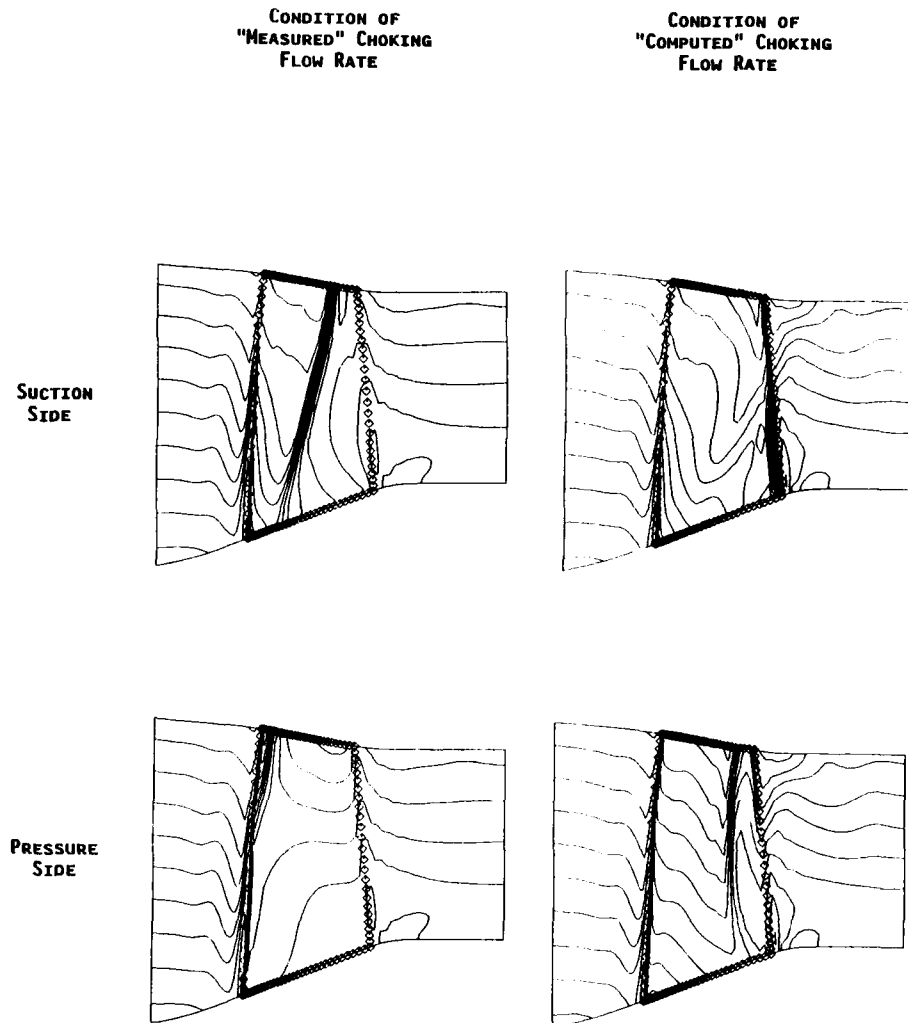 CONDITION OF
"MEASURED" CHOKING
FLOW RATE
CONDITION OF
"COMPUTED" CHOKING
FLOW RATE
SUCTION
SIDE
PRESSURE
SIDE